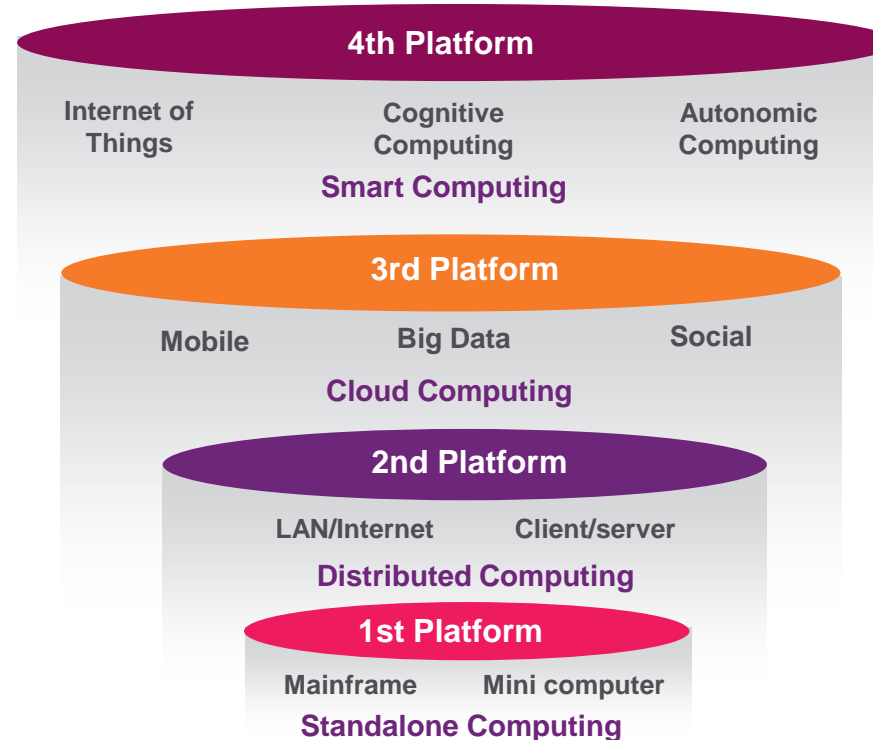 4th Platform
Internet of Things
Cognitive Computing
Autonomic Computing
Smart Computing
3rd Platform
Mobile
Big Data
Social
Cloud Computing
2nd Platform
LAN/Internet
Client/server
Distributed Computing
1st Platform
Mainframe
Mini computer
Standalone Computing